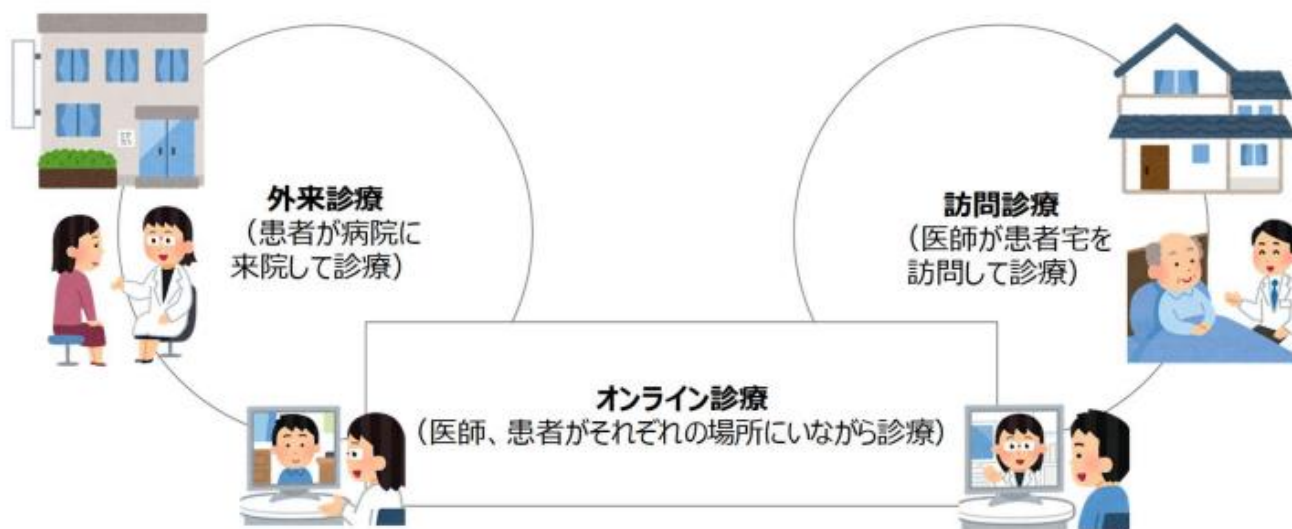 外来診療
（患者が病院に
来院して診療）
訪問診療
（医師が患者宅を
訪問して診療）
オンライン診療
（医師、患者がそれぞれの場所にいながら診療）